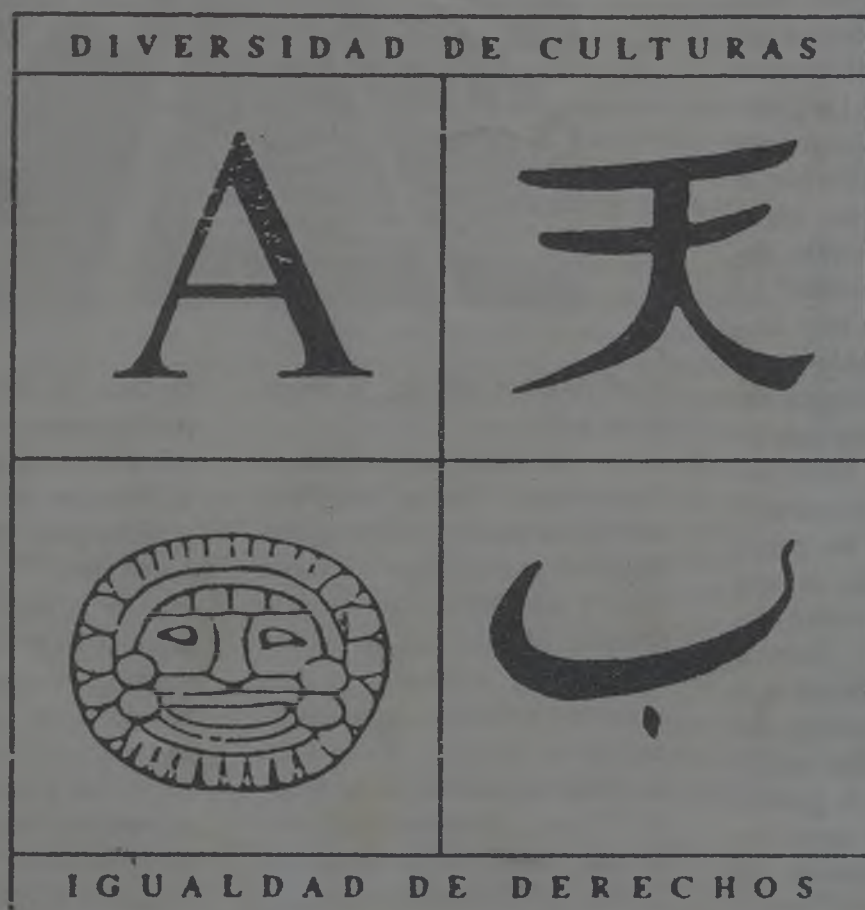 DIVERSIDAD DE CULTURAS
A 天
ب
IGUALDAD DE DERECHOS